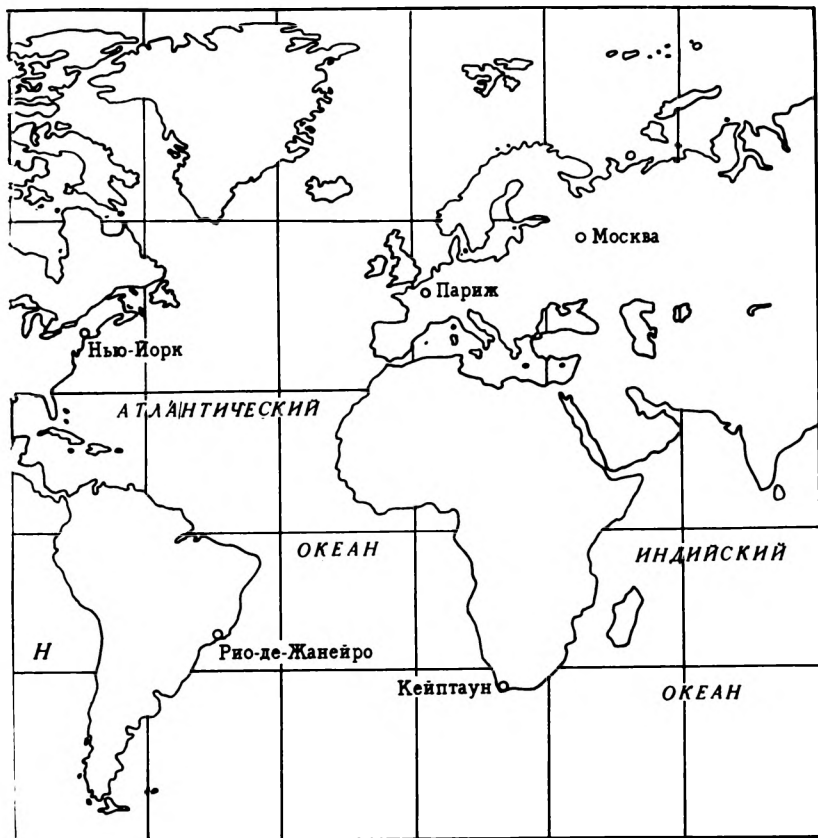 Москва
Париж
Нью-Йорк
АТЛАНТИЧЕСКИЙ
ОКЕАН
ИНДИЙСКИЙ
Н
Рио-де-Жанейро
Кейптаун
ОКЕАН